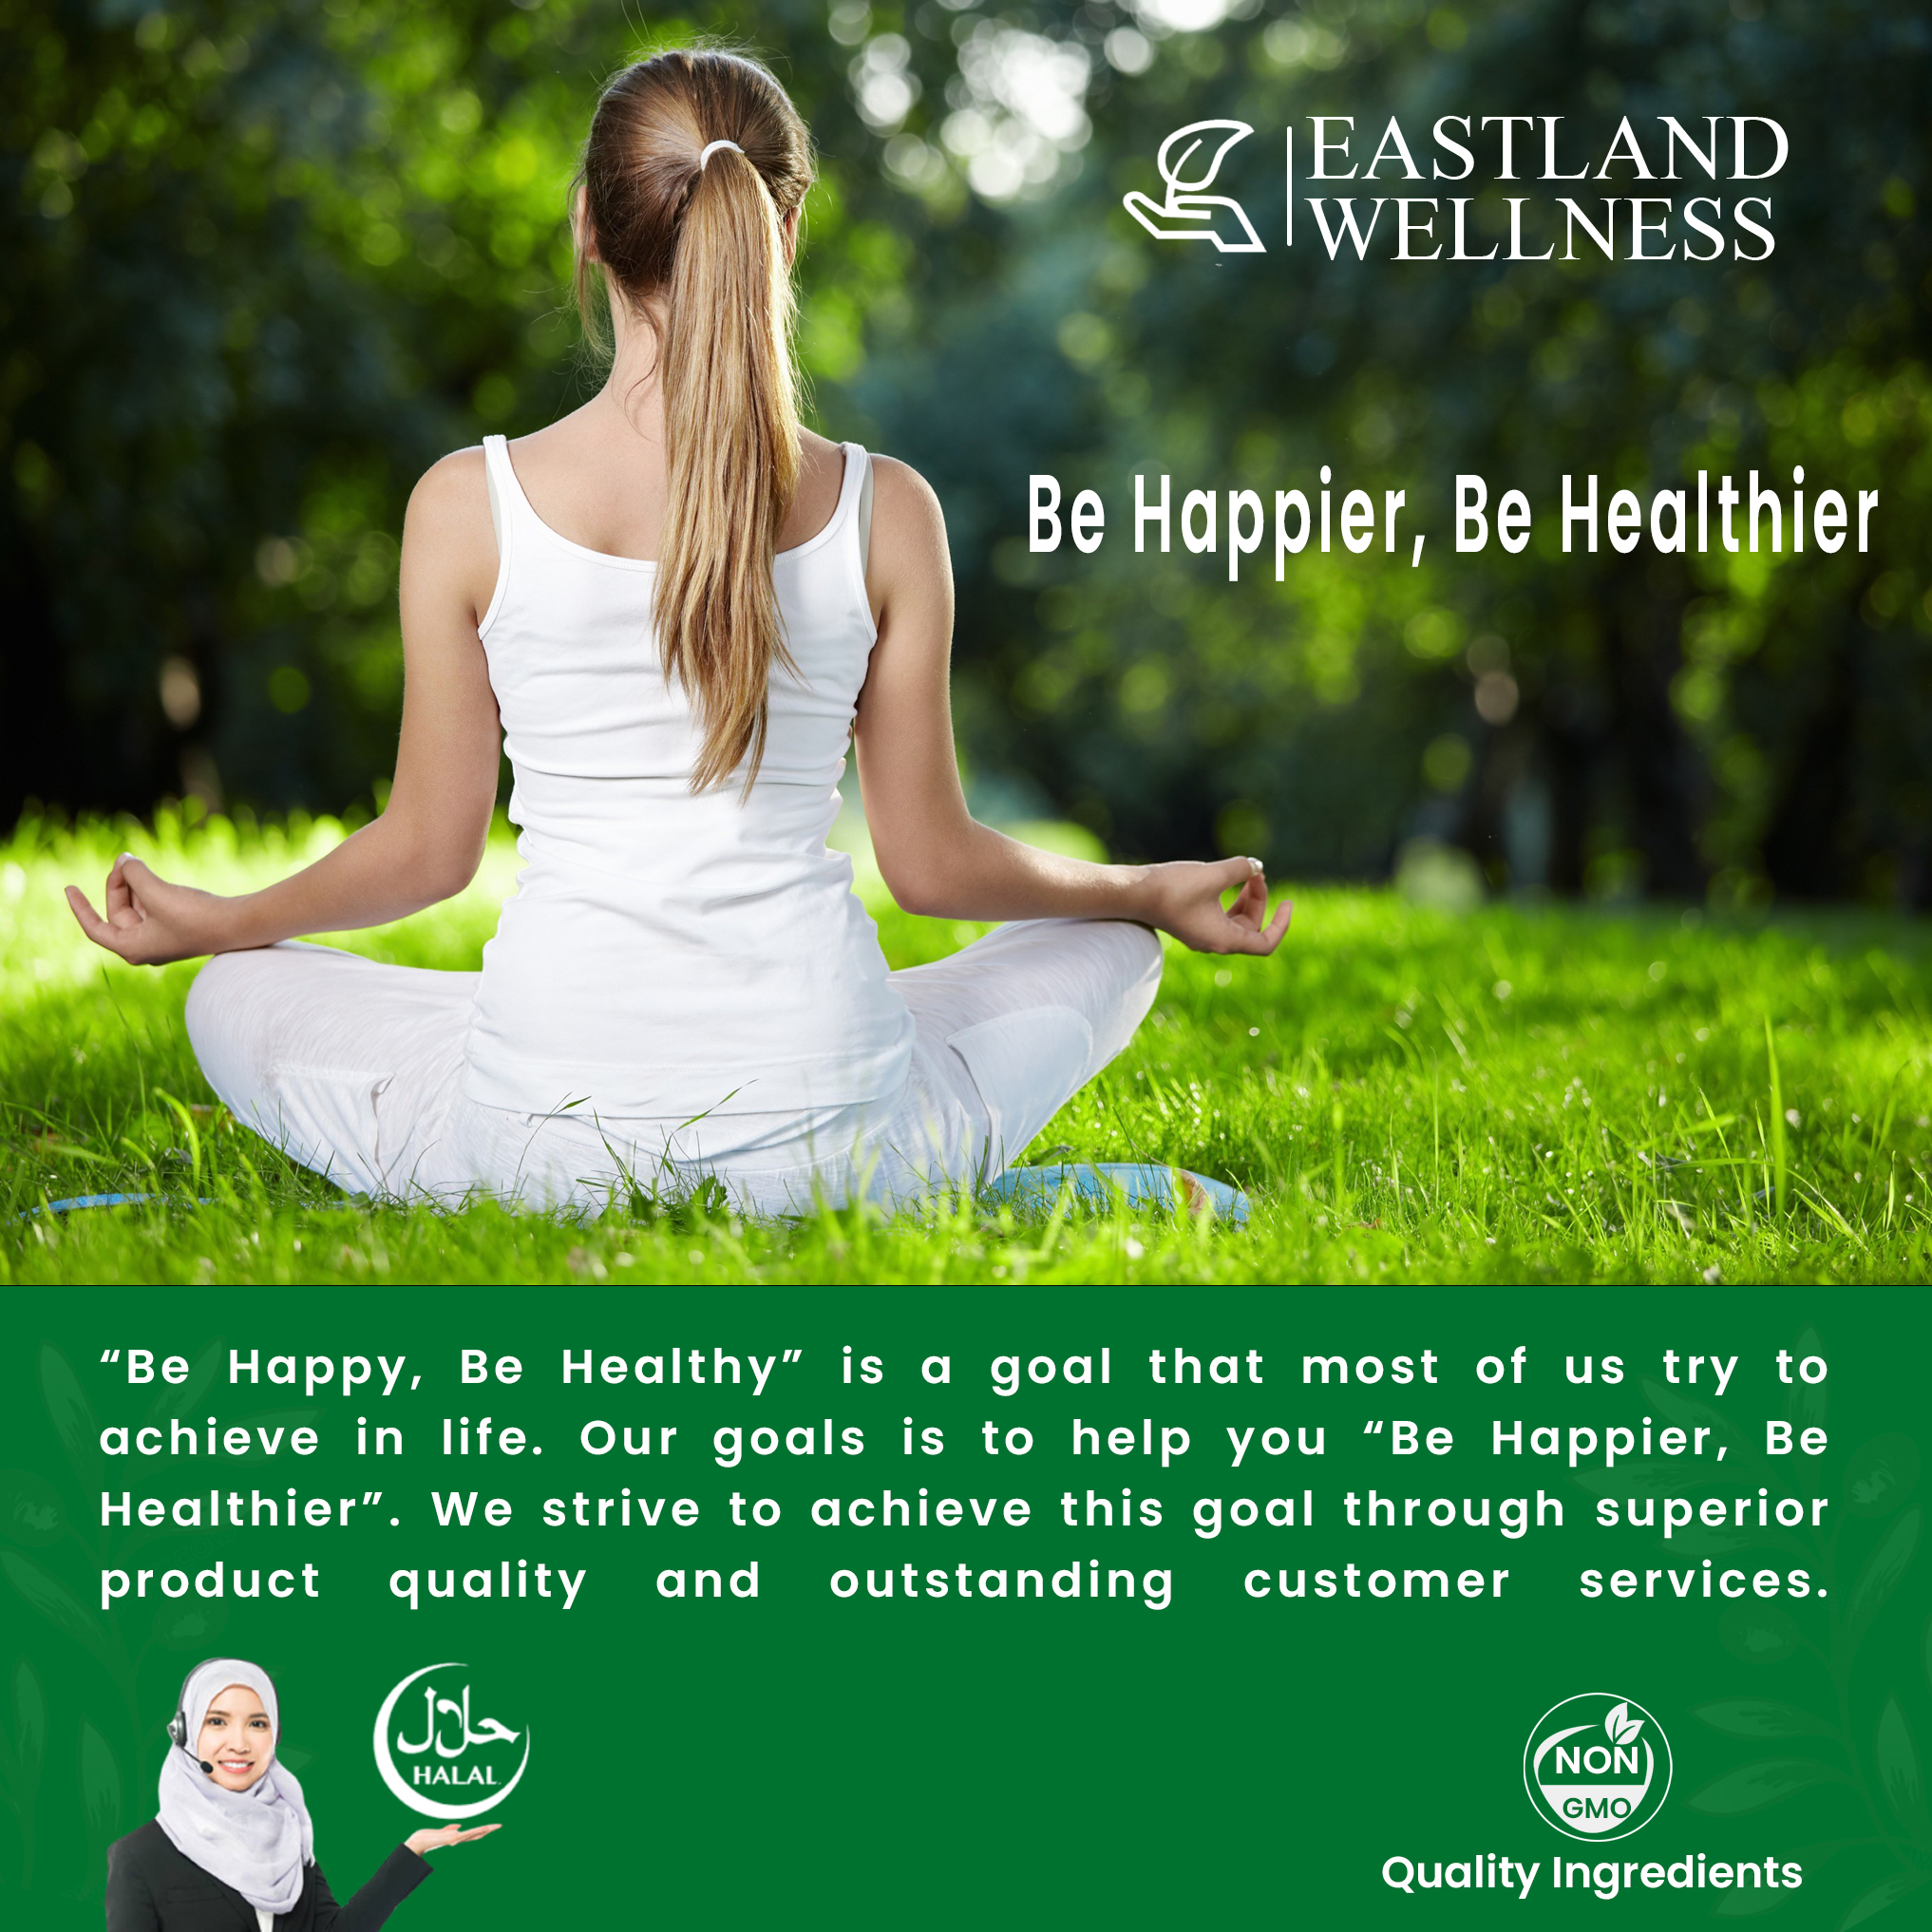 EASTLAND
WELLNESS
Be Happier, Be Healthier
“Be Happy, Be Healthy” is a goal that most of us try to
achieve in life. Our goals is to help you “Be Happier, Be
Healthier”. We strive to achieve this goal through superior
product quality and outstanding customer services.
حلال
HALAL
NON
GMO
Quality Ingredients